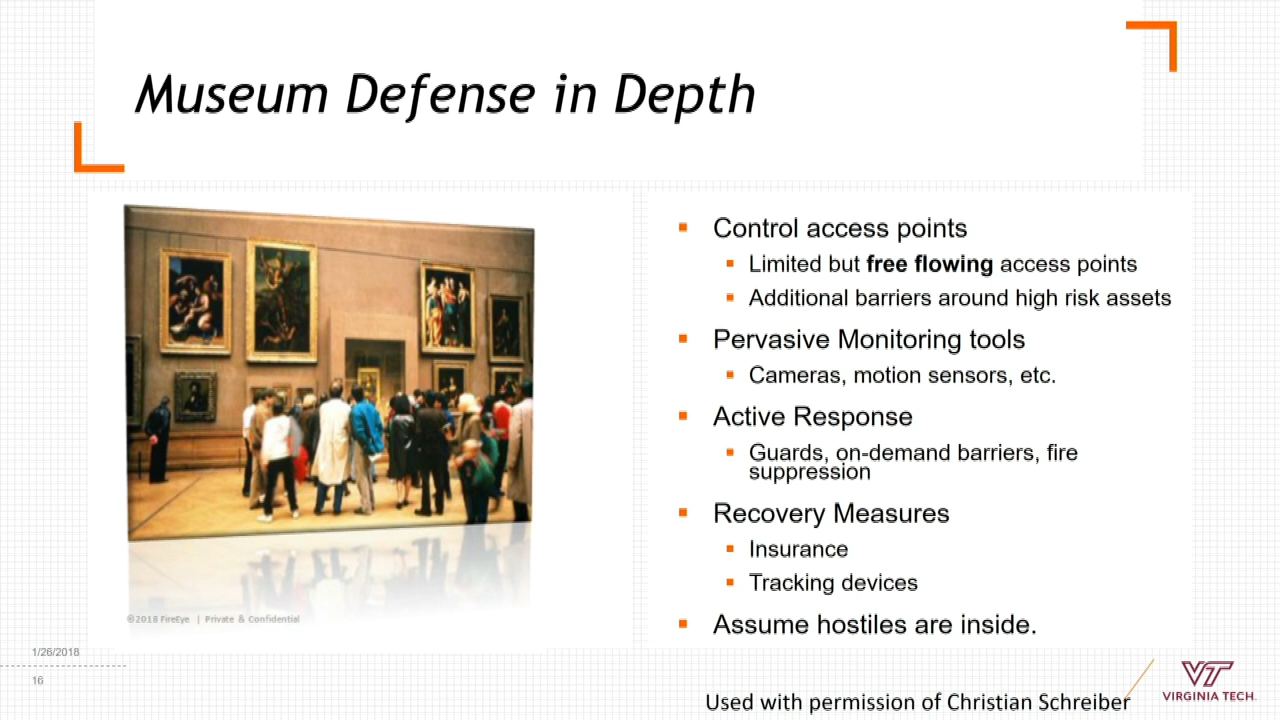 Museum Defense in Depth
Control access points
Limited but free flowing access points
Additional barriers around high risk assets
Pervasive Monitoring tools
Cameras, motion sensors, etc.
Active Response
Guards, on-demand barriers, fire
suppression
Recovery Measures
Insurance
Tracking devices
Assume hostiles are inside.
©2018 FireEye | Private & Confidential
1/26/2018
16
Used with permission of Christian Schreiber
VT
VIRGINIA TECH